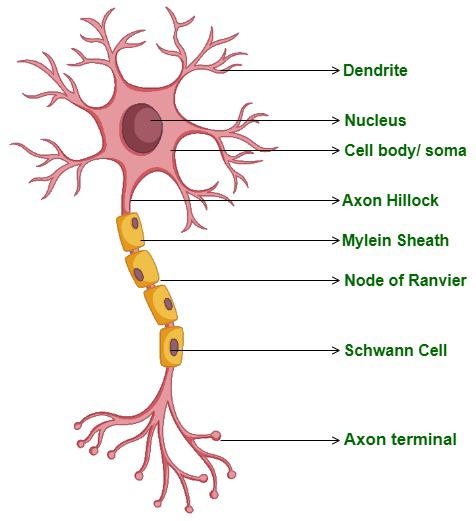 Dendrite
Nucleus
Cell body/ soma
Axon Hillock
Mylein Sheath
Node of Ranvier
Schwann Cell
Axon terminal